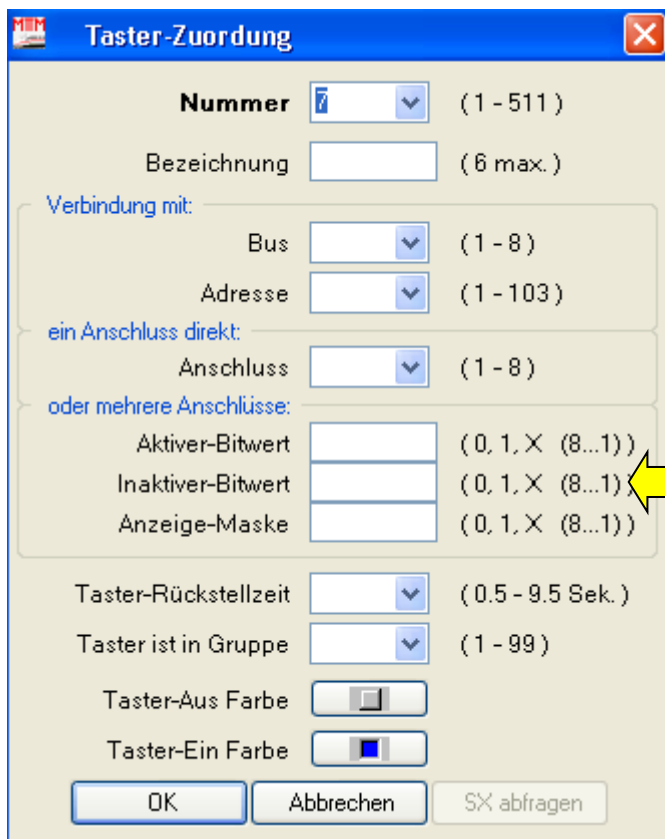 MEM Taster-Zuordung
Nummer 7 ( 1 - 511 )
Bezeichnung ( 6 max. )
Verbindung mit:
Bus ( 1 - 8 )
Adresse ( 1 - 103 )
ein Anschluss direkt:
Anschluss ( 1 - 8 )
oder mehrere Anschlüsse:
Aktiver-Bitwert ( 0, 1, X (8...1) )
Inaktiver-Bitwert ( 0, 1, X (8...1) )
Anzeige-Maske ( 0, 1, X (8...1) )
Taster-Rückstellzeit ( 0.5 - 9.5 Sek. )
Taster ist in Gruppe ( 1 - 99 )
Taster-Aus Farbe
Taster-Ein Farbe
OK Abbrechen SX abfragen